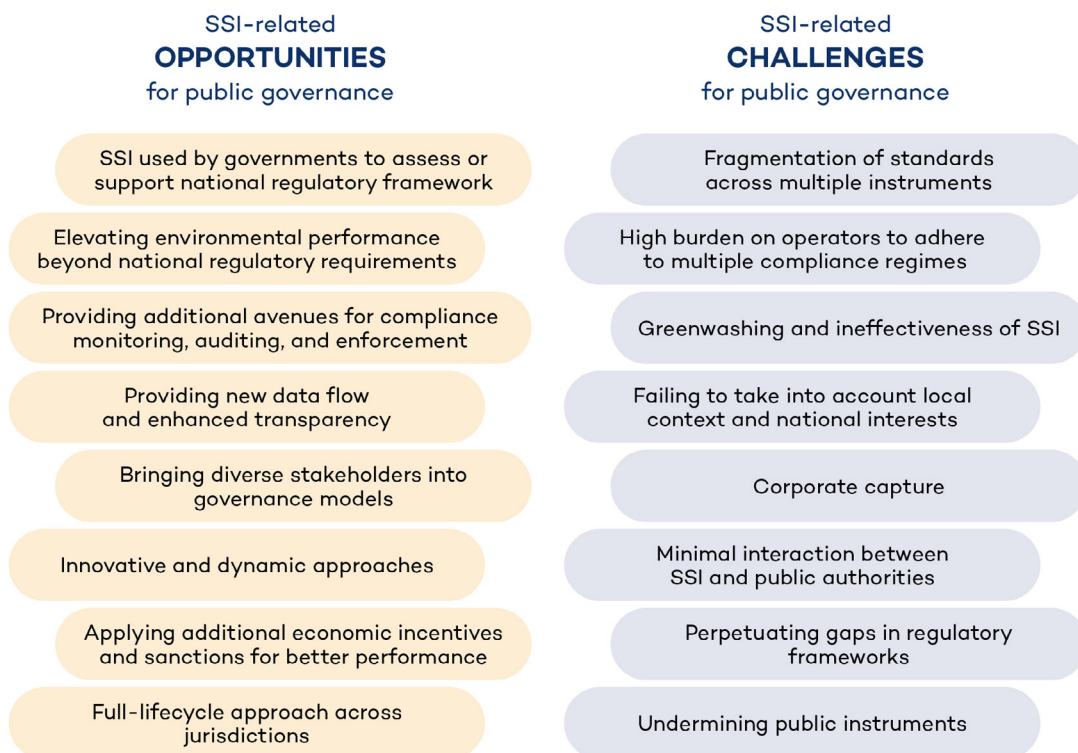 SSI-related
OPPORTUNITIES
for public governance
SSI used by governments to assess or
support national regulatory framework
Elevating environmental performance
beyond national regulatory requirements
Providing additional avenues for compliance
monitoring, auditing, and enforcement
Providing new data flow
and enhanced transparency
Bringing diverse stakeholders into
governance models
Innovative and dynamic approaches
Applying additional economic incentives
and sanctions for better performance
Full-lifecycle approach across
jurisdictions
SSI-related
CHALLENGES
for public governance
Fragmentation of standards
across multiple instruments
High burden on operators to adhere
to multiple compliance regimes
Greenwashing and ineffectiveness of SSI
Failing to take into account local
context and national interests
Corporate capture
Minimal interaction between
SSI and public authorities
Perpetuating gaps in regulatory
frameworks
Undermining public instruments